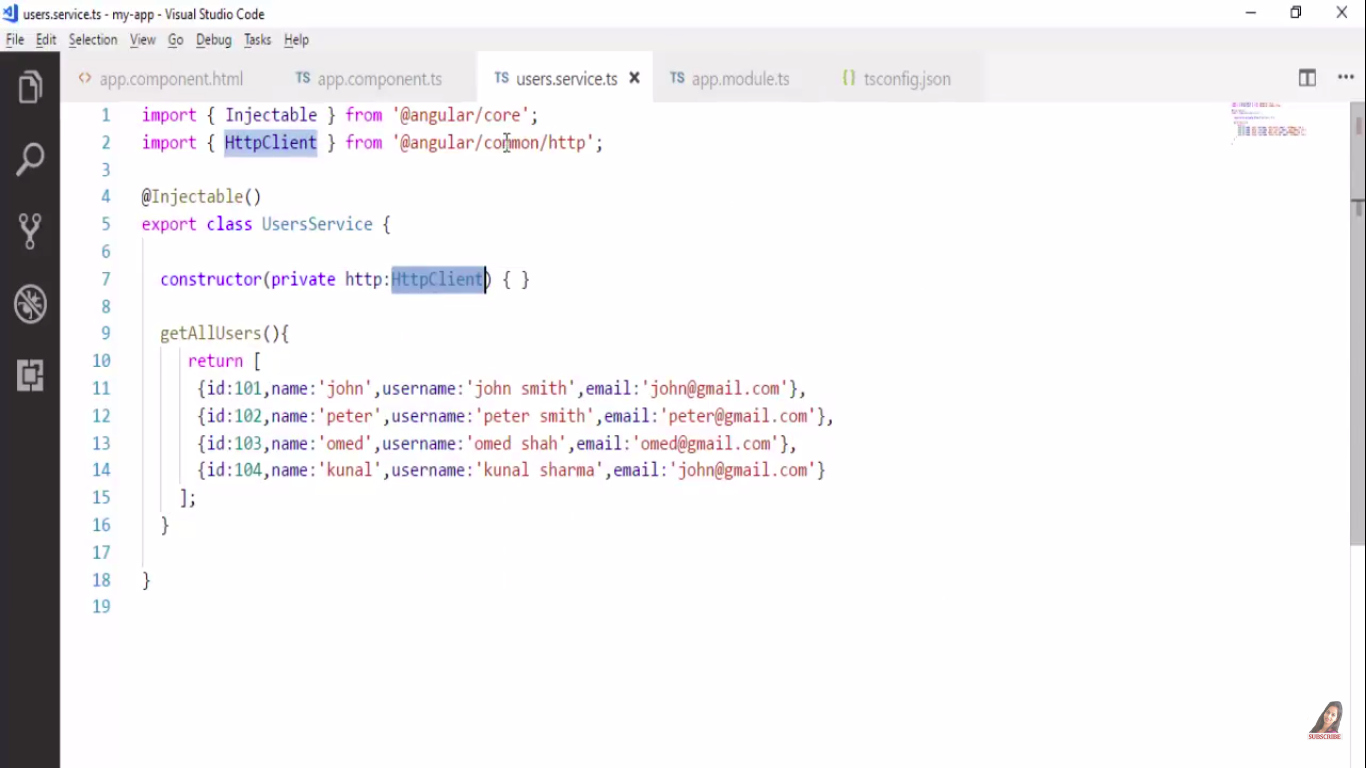 users.service.ts - my-app - Visual Studio Code
File Edit Selection View Go Debug Tasks Help
<> app.component.html TS app.component.ts TS users.service.ts × TS app.module.ts {} tsconfig.json
1 import { Injectable } from '@angular/core';
2 import { HttpClient } from '@angular/common/http';
3
4 @Injectable()
5 export class UsersService {
6
7 constructor(private http:HttpClient) { }
8
9 getAllUsers(){
10 return [
11 {id:101,name:'john',username:'john smith',email:'john@gmail.com'},
12 {id:102,name:'peter',username:'peter smith',email:'peter@gmail.com'},
13 {id:103,name:'omed',username:'omed shah',email:'omed@gmail.com'},
14 {id:104,name:'kunal',username:'kunal sharma',email:'john@gmail.com'}
15 ];
16 }
17
18 }
19
SUBSCRIBE